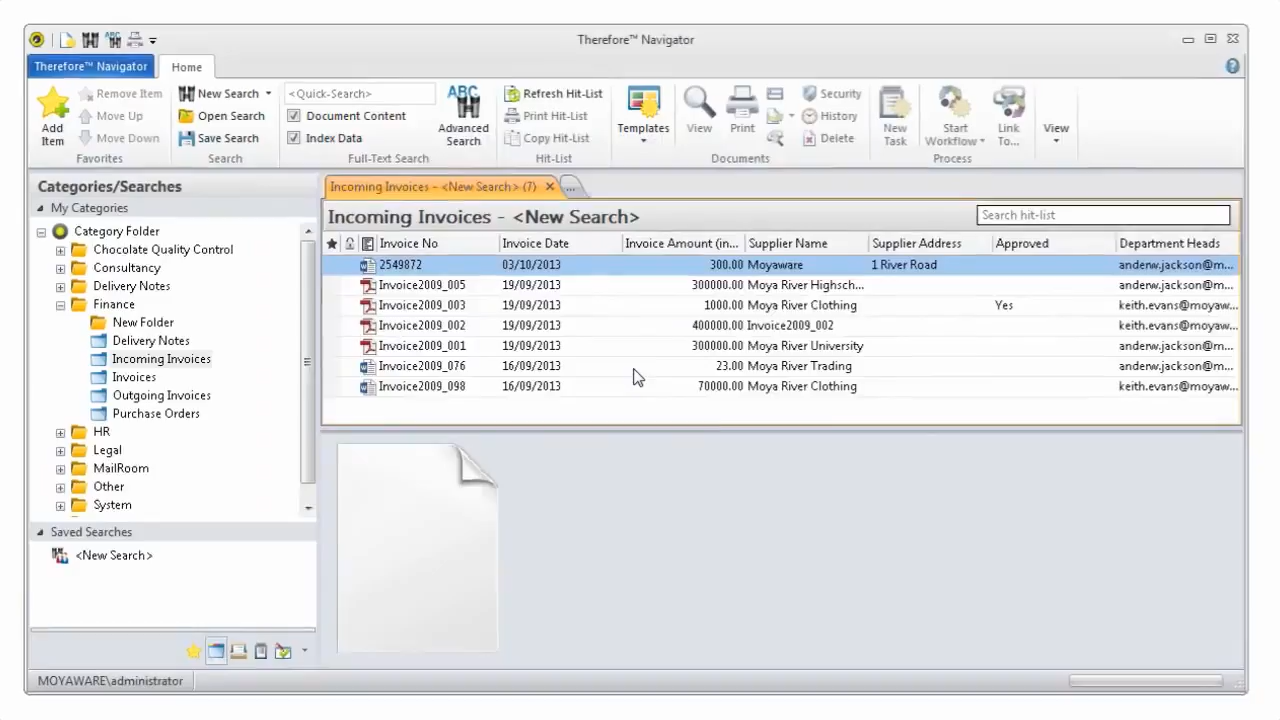 Therefore™ Navigator
Therefore™ Navigator Home
Add Item
Remove Item
Move Up
Move Down
Favorites
New Search
Open Search
Save Search
Search
<Quick-Search>
Document Content
Index Data
Advanced Search
Full-Text Search
Refresh Hit-List
Print Hit-List
Copy Hit-List
Hit-List
Templates
View
Print
Security
History
Delete
Documents
New Task
Start Workflow
Link To...
Process
View
Categories/Searches
My Categories
Category Folder
Chocolate Quality Control
Consultancy
Delivery Notes
Finance
New Folder
Delivery Notes
Incoming Invoices
Invoices
Outgoing Invoices
Purchase Orders
HR
Legal
MailRoom
Other
System
Saved Searches
<New Search>
Incoming Invoices - <New Search> (7) ...
Incoming Invoices - <New Search> Search hit-list
Invoice No Invoice Date Invoice Amount (in... Supplier Name Supplier Address Approved Department Heads
2549872 03/10/2013 300.00 Moyaware 1 River Road anderw.jackson@m...
Invoice2009_005 19/09/2013 300000.00 Moya River Highsch... anderw.jackson@m...
Invoice2009_003 19/09/2013 1000.00 Moya River Clothing Yes keith.evans@moyaw...
Invoice2009_002 19/09/2013 400000.00 Invoice2009_002 keith.evans@moyaw...
Invoice2009_001 19/09/2013 300000.00 Moya River University anderw.jackson@m...
Invoice2009_076 16/09/2013 23.00 Moya River Trading anderw.jackson@m...
Invoice2009_098 16/09/2013 70000.00 Moya River Clothing keith.evans@moyaw...
MOYAWARE\administrator